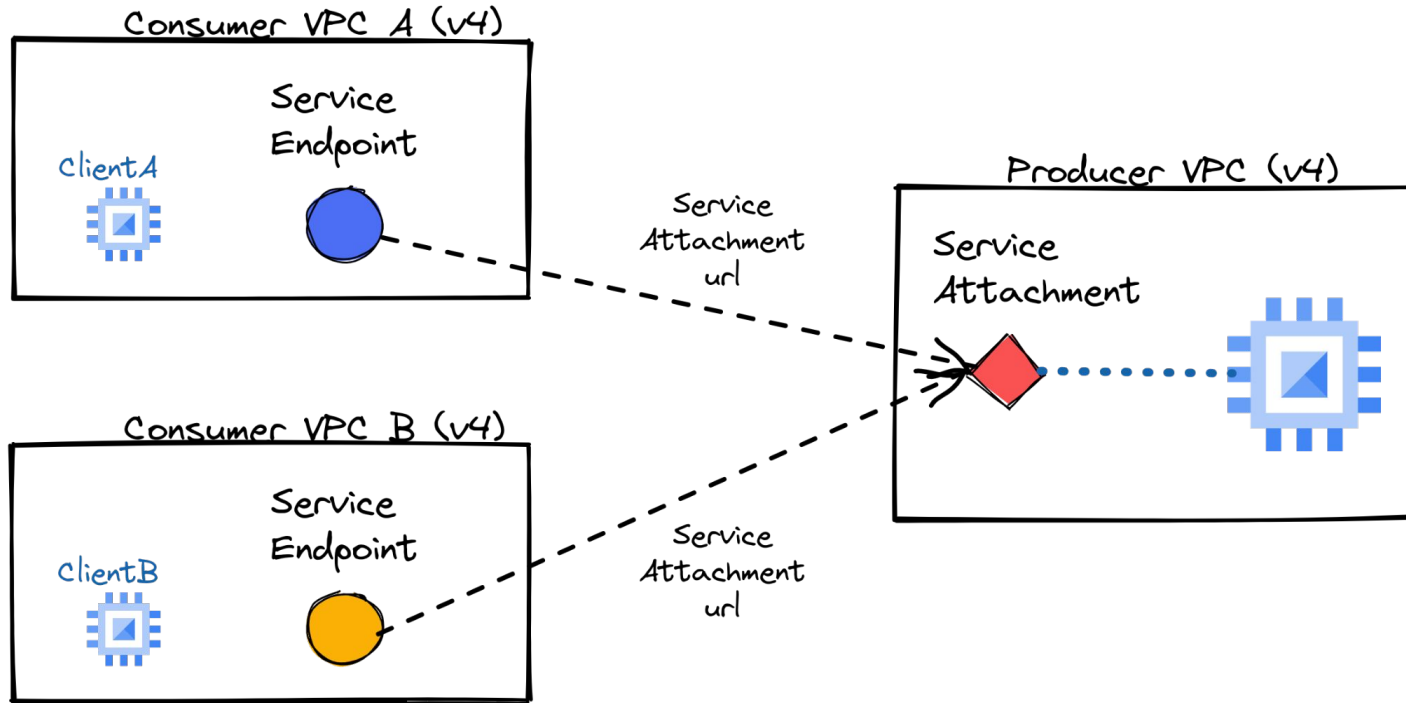 Consumer VPC A (v4)
Service
Endpoint
ClientA
Service
Attachment
url
Producer VPC (v4)
Service
Attachment
Consumer VPC B (v4)
Service
Endpoint
ClientB
Service
Attachment
url